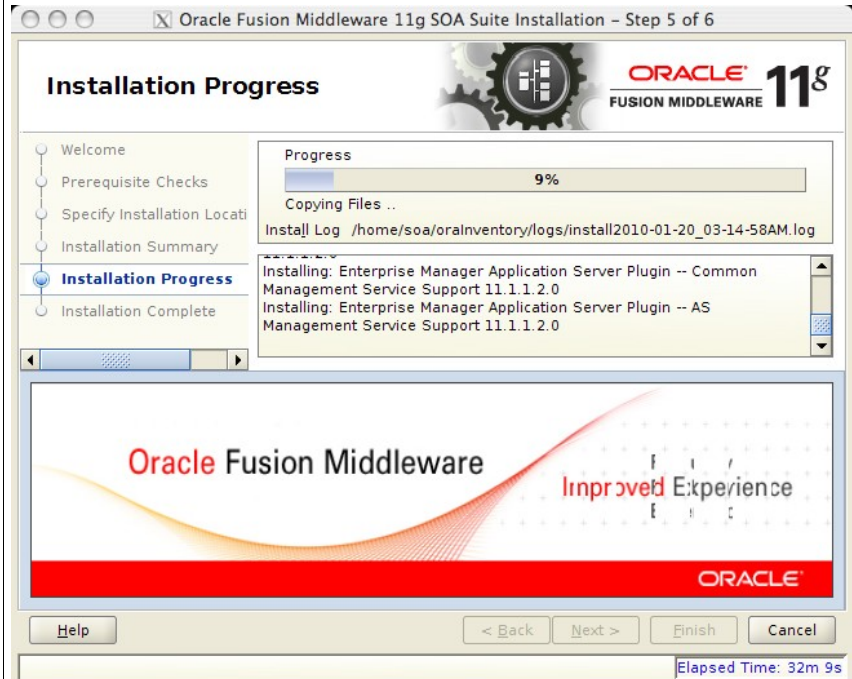 X Oracle Fusion Middleware 11g SOA Suite Installation – Step 5 of 6
Installation Progress
ORACLE
FUSION MIDDLEWARE
11g
Welcome
Prerequisite Checks
Specify Installation Locati
Installation Summary
Installation Progress
Installation Complete
Progress
9%
Copying Files ..
Install Log /home/soa/oraInventory/logs/install2010-01-20_03-14-58AM.log
Installing: Enterprise Manager Application Server Plugin -- Common
Management Service Support 11.1.1.2.0
Installing: Enterprise Manager Application Server Plugin -- AS
Management Service Support 11.1.1.2.0
Oracle Fusion Middleware
Improved Experience
ORACLE
Help
< Back
Next >
Finish
Cancel
Elapsed Time: 32m 9s